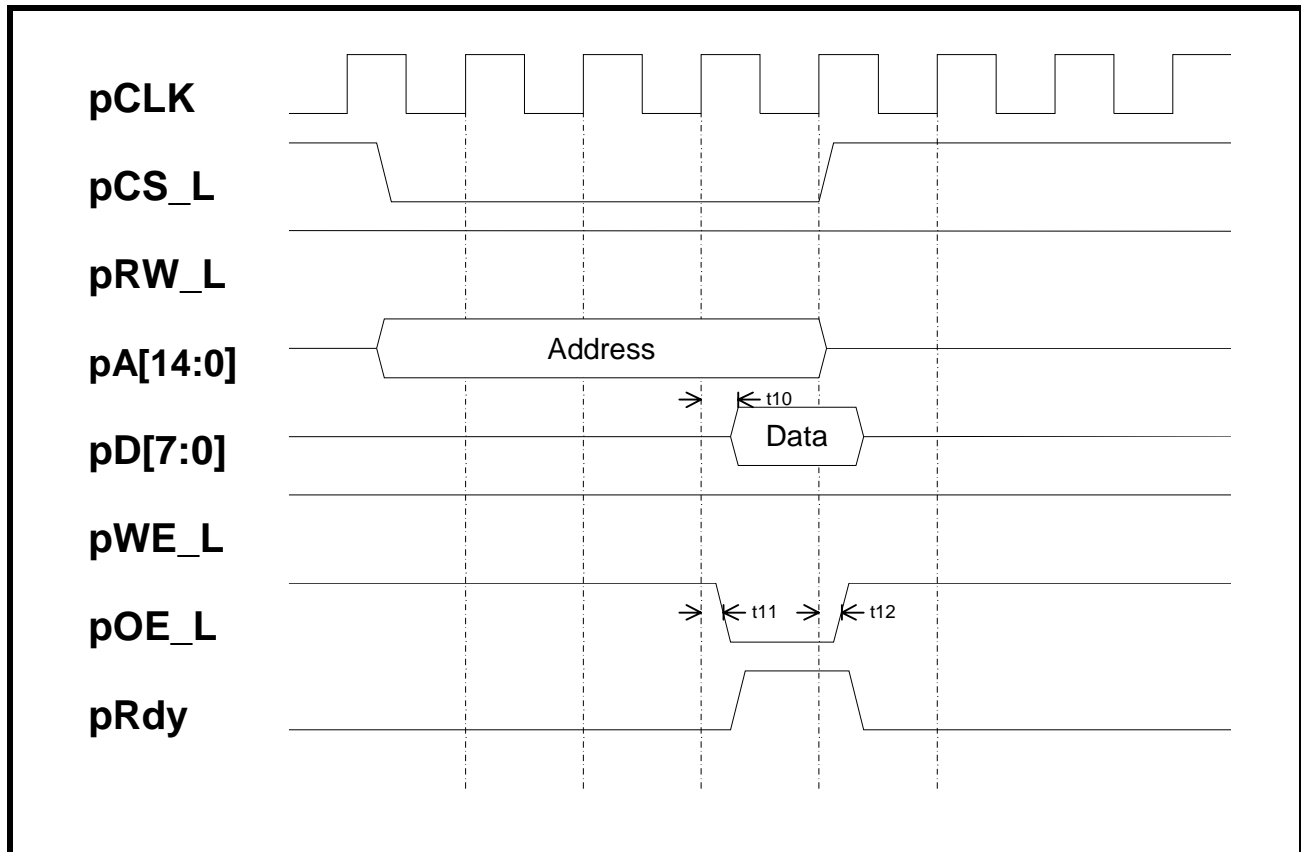 pCLK
pCS_L
pRW_L
pA[14:0]
Address
t10
pD[7:0]
Data
pWE_L
pOE_L
t11
t12
pRdy